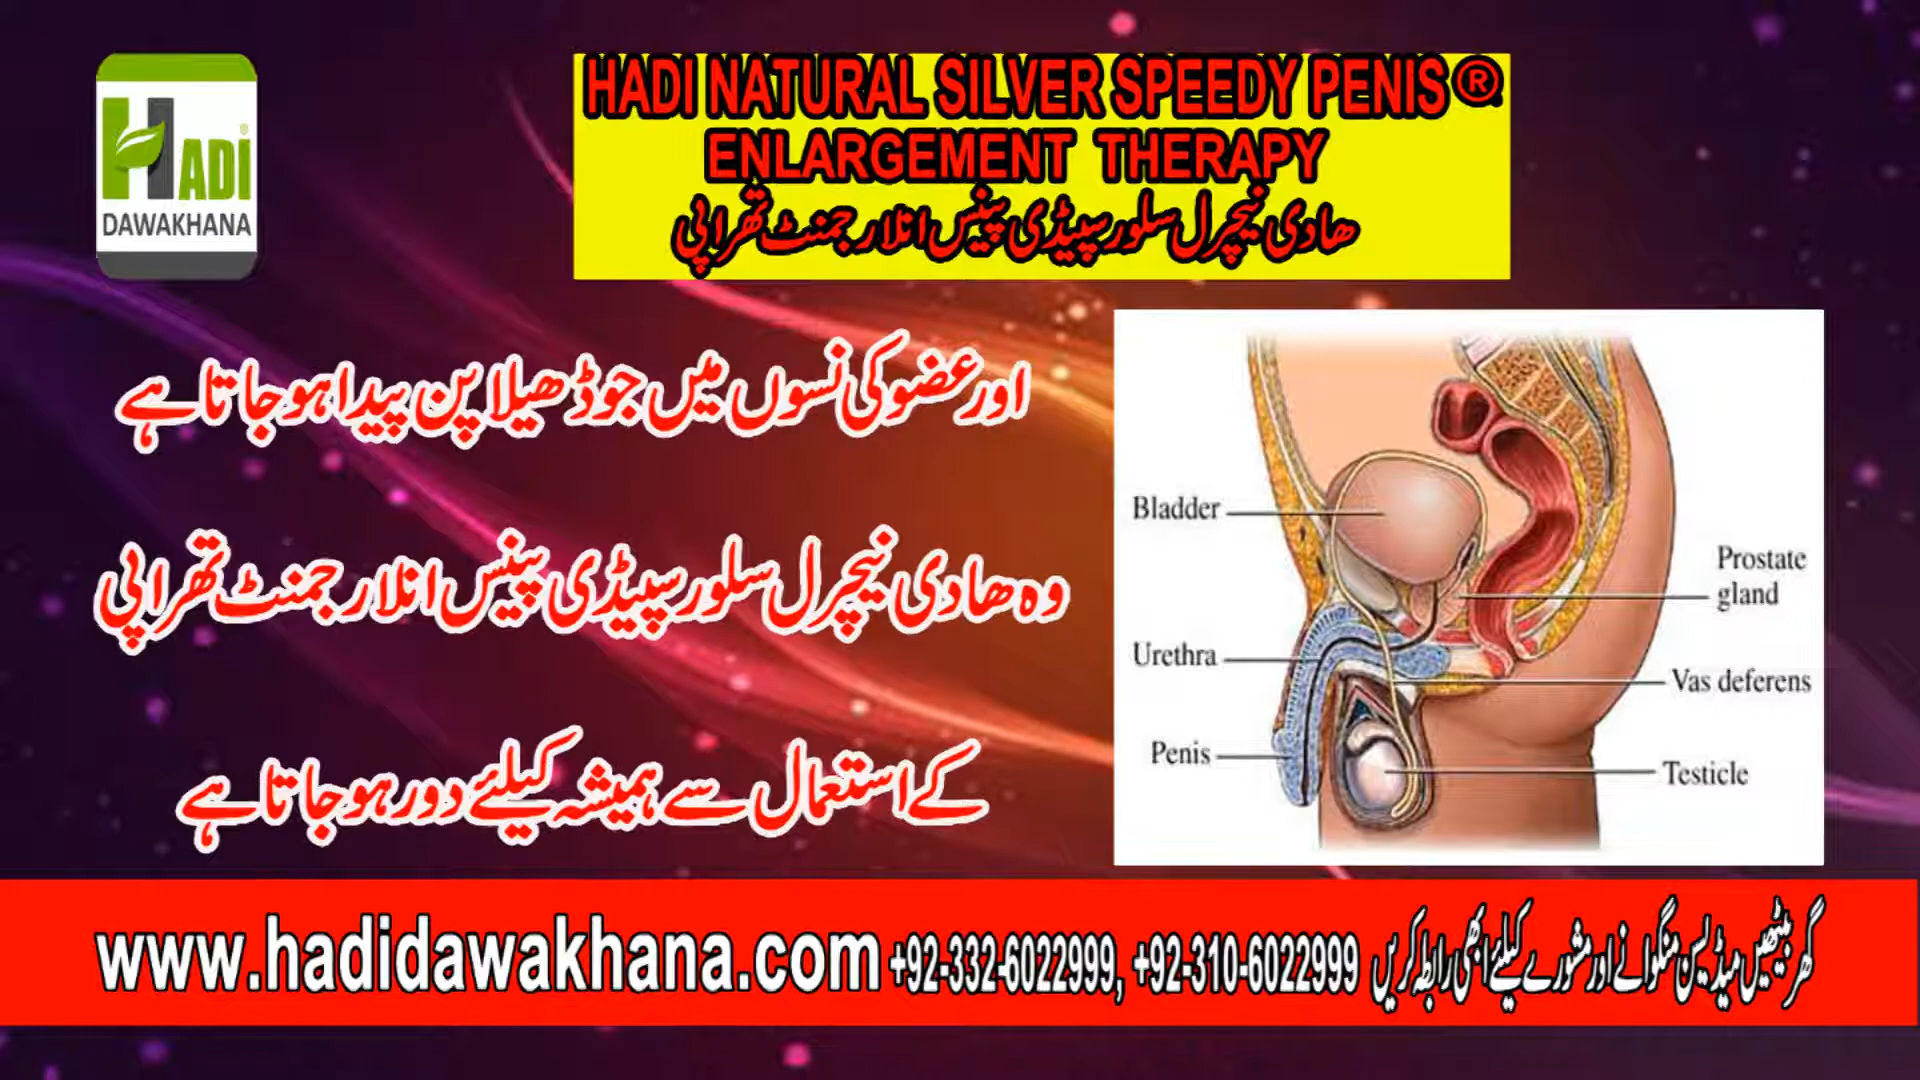 HADI
®
DAWAKHANA
HADI NATURAL SILVER SPEEDY PENIS ®
ENLARGEMENT THERAPY
ھادی نیچرل سلور سپیڈی پینس انلارجمنٹ تھراپی
اور عضو کی نسوں میں جو ڈھیلا پن پیدا ہو جاتا ہے
وہ ھادی نیچرل سلور سپیڈی پینس انلارجمنٹ تھراپی
کے استعمال سے ہمیشہ کیلئے دور ہو جاتا ہے
Bladder
Prostate
gland
Urethra
Vas deferens
Penis
Testicle
www.hadidawakhana.com +92-332-6022999, +92-310-6022999 گھر بیٹھیں میڈیسن منگوانے اور مشورے کیلئے ابھی رابطہ کریں